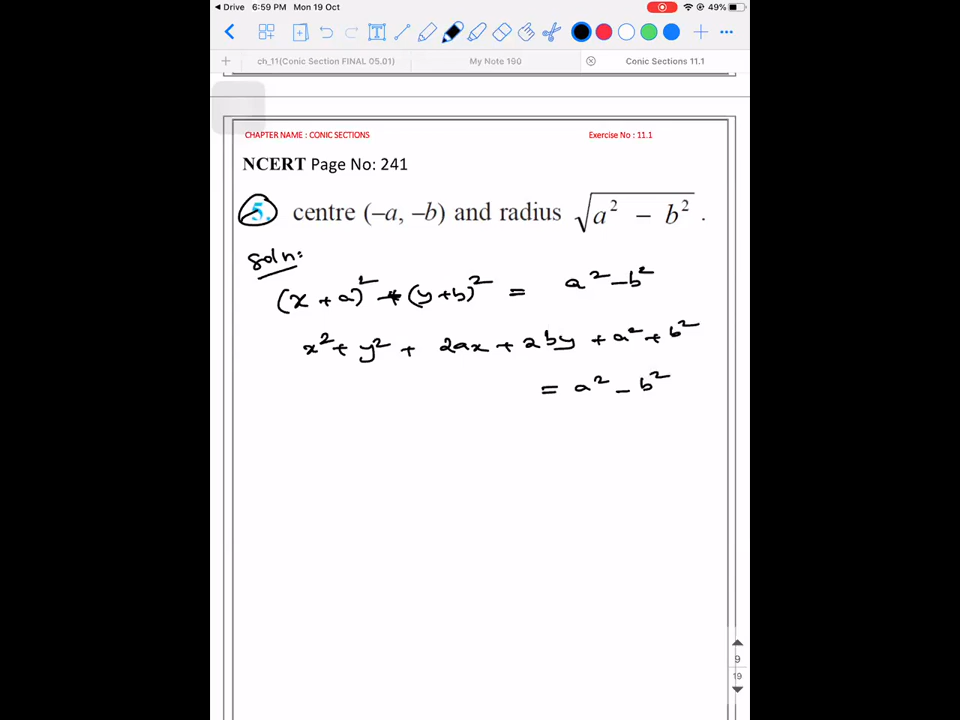 Drive 6:59 PM Mon 19 Oct 49%
T
ch_11(Conic Section FINAL 05.01) My Note 190 Conic Sections 11.1
CHAPTER NAME : CONIC SECTIONS Exercise No : 11.1
NCERT Page No: 241
5. centre (–a, –b) and radius √(a² – b²) .
Soln:
(x + a)² + (y + b)² = a² – b²
x² + y² + 2ax + 2by + a² + b²
= a² – b²
9
19